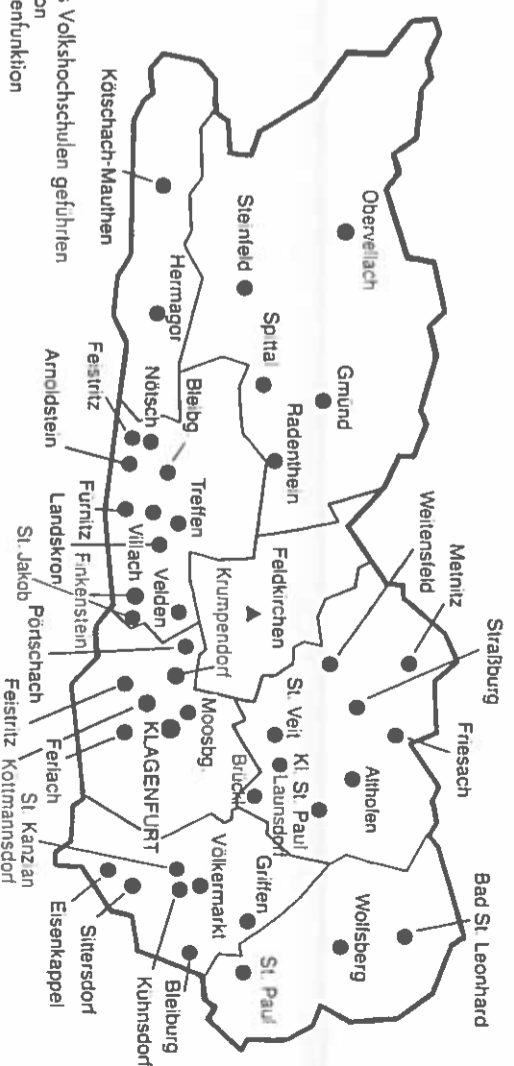 Straßburg
Metnitz
Friesach
Bad St. Leonhard
Weitensfeld
Obervellach
Gmünd
Althofen
Wolfsberg
Kl. St. Paul
Steinfeld
Spittal
Radenthein
Feldkirchen
St. Veit
Launsdorf
Brückl
Griffen
St. Paul
Krumpendorf
Moosbg.
Völkermarkt
Hermagor
Bleibg.
Treffen
Nötsch
Velden
Villach
KLAGENFURT
Bleiburg
Kühnsdorf
Kötschach-Mauthen
Feistritz
Arnoldstein
Fürnitz
Finkenstein
Landskron
St. Jakob
Pörtschach
Feistritz
Ferlach
Köttmannsdorf
St. Kanzian
Sittersdorf
Eisenkappel
s Volkshochschulen geführten
on
enfunktion